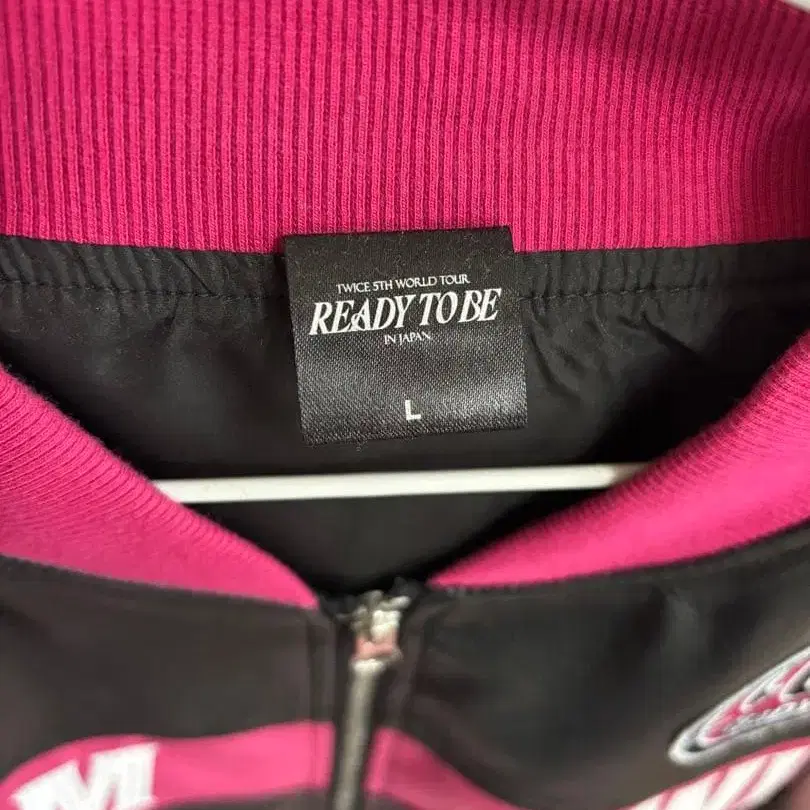 TWICE 5TH WORLD TOUR
READY TO BE
IN JAPAN
L
M